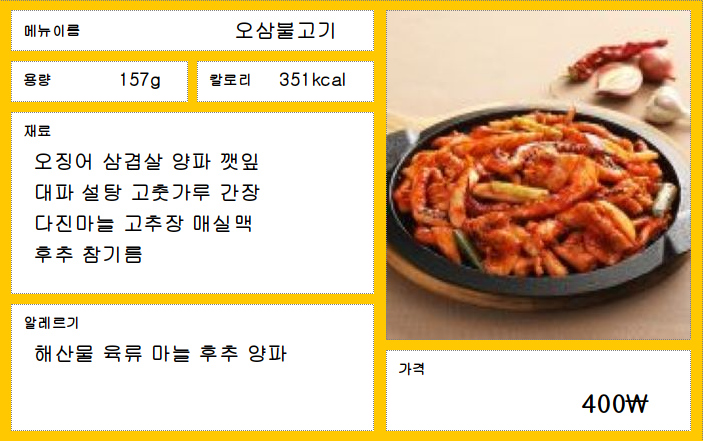 메뉴이름 오삼불고기
용량 157g 칼로리 351kcal
재료
오징어 삼겹살 양파 깻잎
대파 설탕 고춧가루 간장
다진마늘 고추장 매실맥
후추 참기름
알레르기
해산물 육류 마늘 후추 양파
가격
400₩